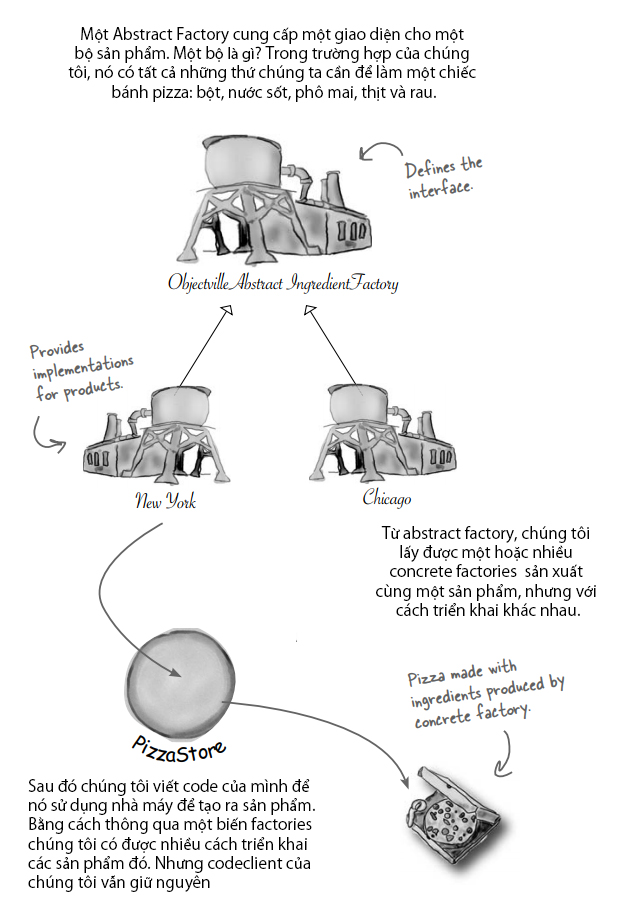 Một Abstract Factory cung cấp một giao diện cho một
bộ sản phẩm. Một bộ là gì? Trong trường hợp của chúng
tôi, nó có tất cả những thứ chúng ta cần để làm một chiếc
bánh pizza: bột, nước sốt, phô mai, thịt và rau.
Defines the
interface.
Objectville Abstract IngredientFactory
Provides
implementations
for products.
New York
Chicago
Từ abstract factory, chúng tôi
lấy được một hoặc nhiều
concrete factories sản xuất
cùng một sản phẩm, nhưng với
cách triển khai khác nhau.
Pizza made with
ingredients produced by
concrete factory.
PizzaStore
Sau đó chúng tôi viết code của mình để
nó sử dụng nhà máy để tạo ra sản phẩm.
Bằng cách thông qua một biến factories
chúng tôi có được nhiều cách triển khai
các sản phẩm đó. Nhưng codeclient của
chúng tôi vẫn giữ nguyên